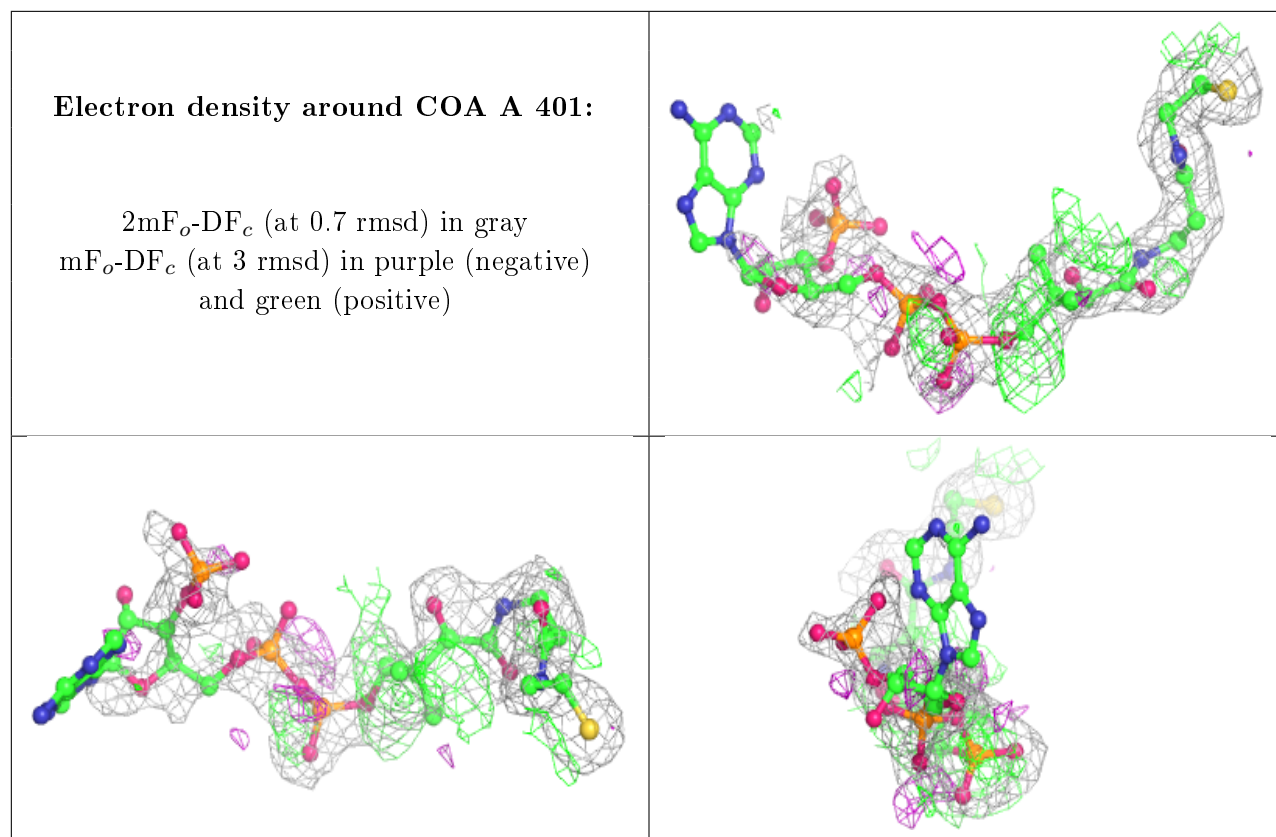 Electron density around COA A 401:
2mFo-DFc (at 0.7 rmsd) in gray
mFo-DFc (at 3 rmsd) in purple (negative)
and green (positive)